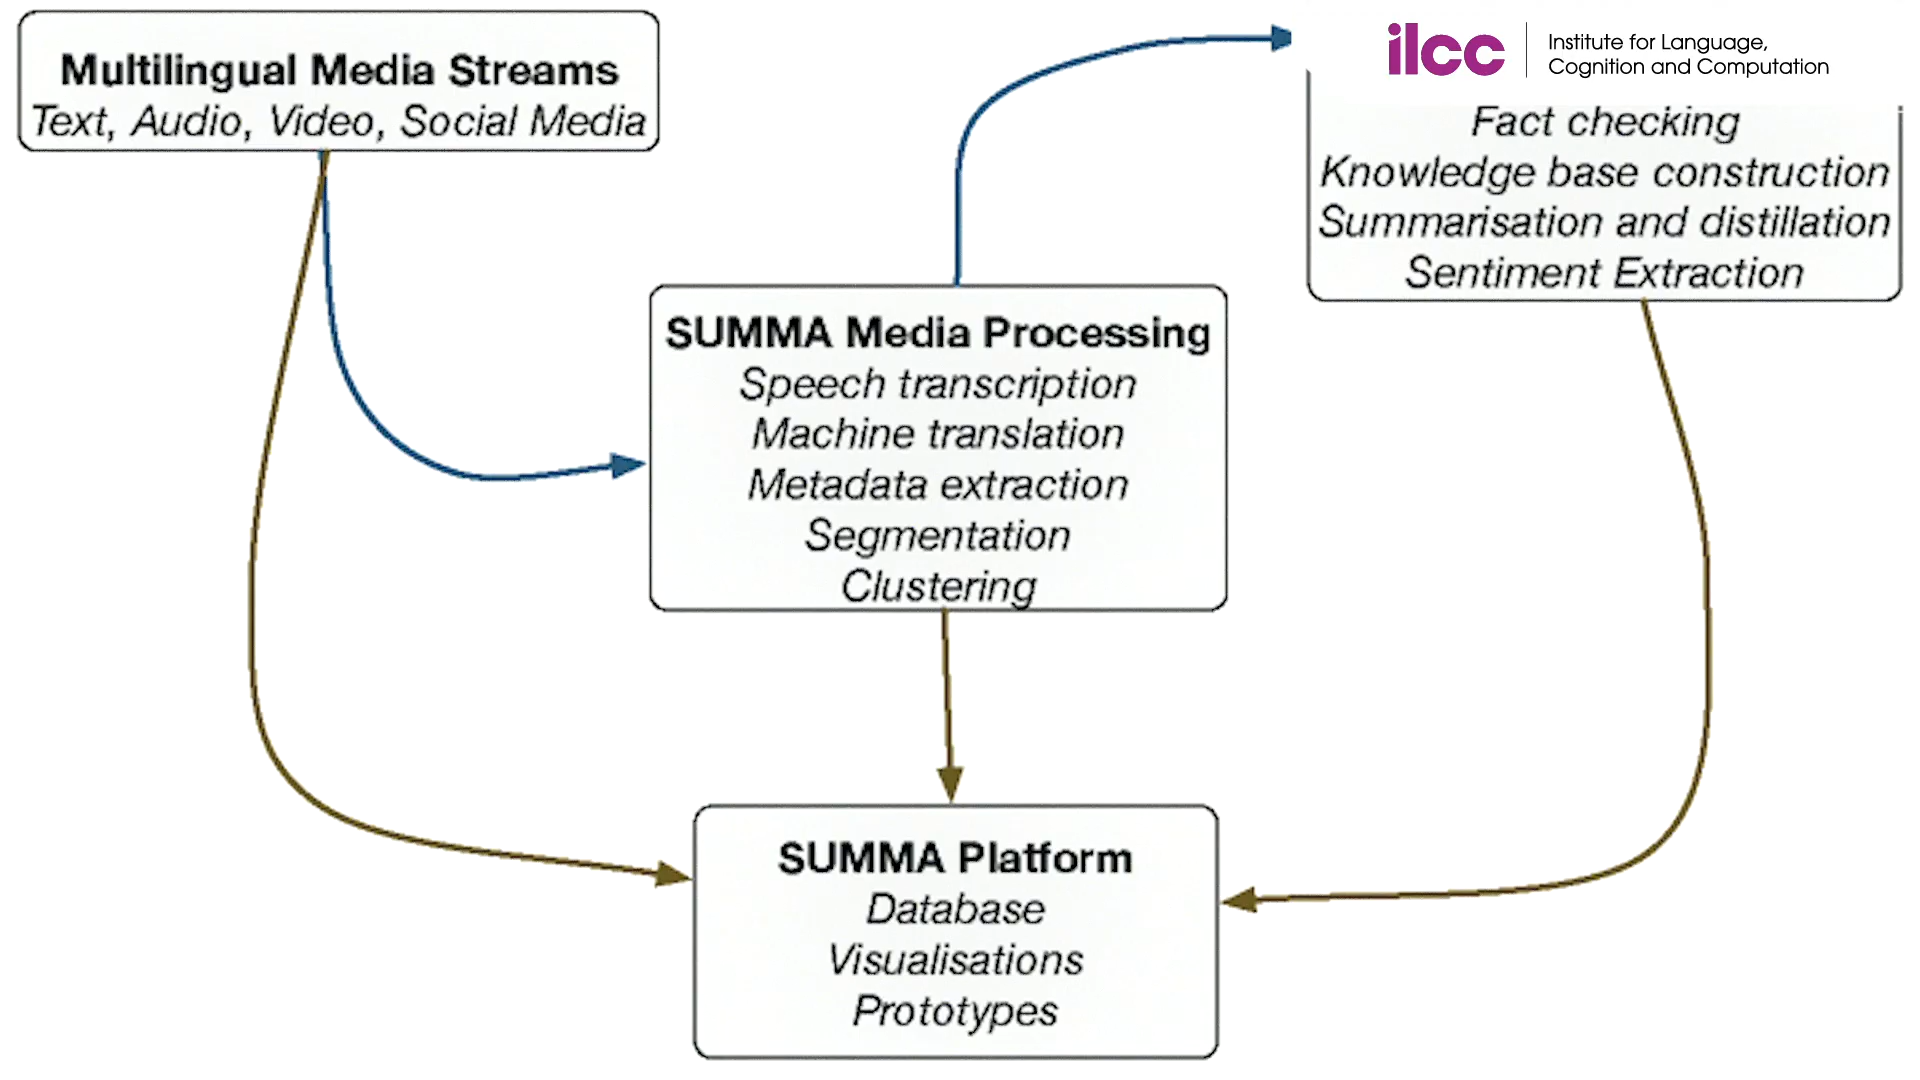 Multilingual Media Streams
Text, Audio, Video, Social Media
ilcc
Institute for Language,
Cognition and Computation
Fact checking
Knowledge base construction
Summarisation and distillation
Sentiment Extraction
SUMMA Media Processing
Speech transcription
Machine translation
Metadata extraction
Segmentation
Clustering
SUMMA Platform
Database
Visualisations
Prototypes